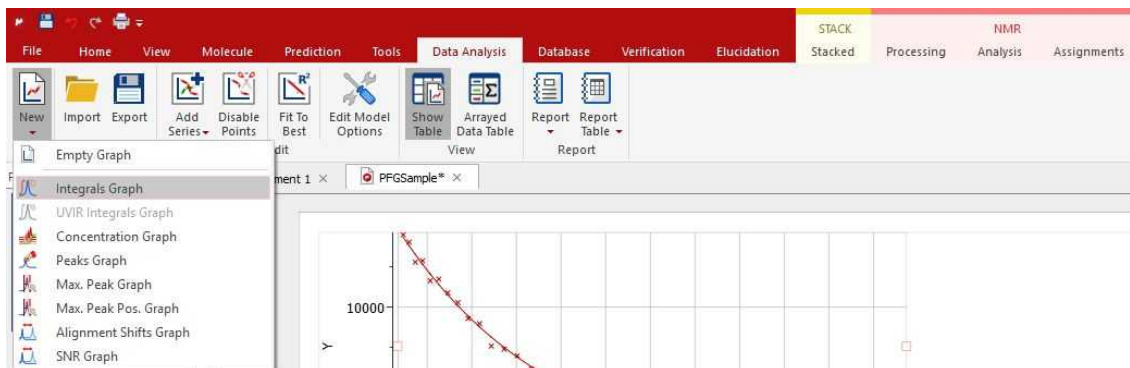 STACK
NMR
File Home View Molecule Prediction Tools Data Analysis Database Verification Elucidation Stacked Processing Analysis Assignments
New Import Export Add Series Disable Points Fit To Best Edit Model Options Show Table Arrayed Data Table Report Report Table
dit View Report
Empty Graph
ment 1 × PFGSample* ×
Integrals Graph
UVIR Integrals Graph
Concentration Graph
Peaks Graph
Max. Peak Graph
Max. Peak Pos. Graph
Alignment Shifts Graph
SNR Graph
10000
Y